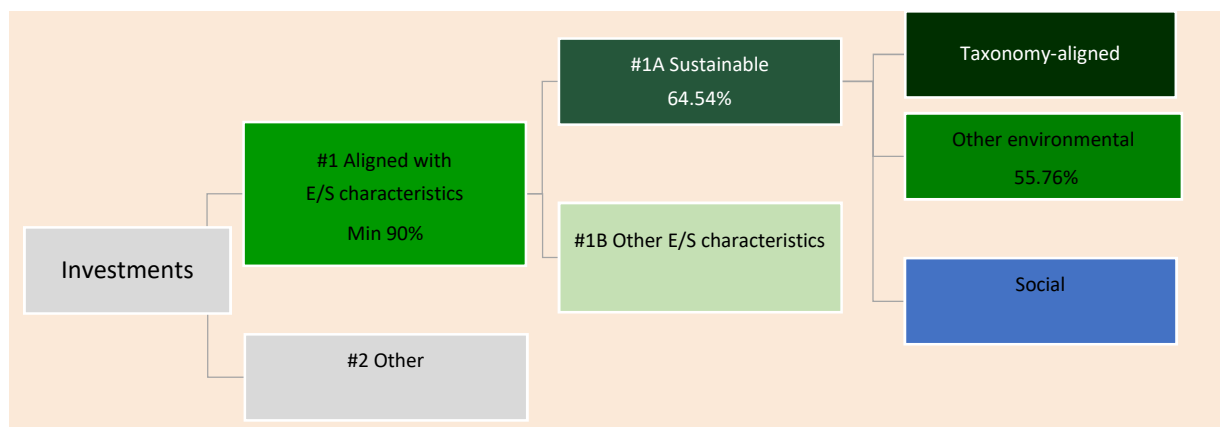 Investments
#1 Aligned with
E/S characteristics
Min 90%
#2 Other
#1A Sustainable
64.54%
#1B Other E/S characteristics
Taxonomy-aligned
Other environmental
55.76%
Social